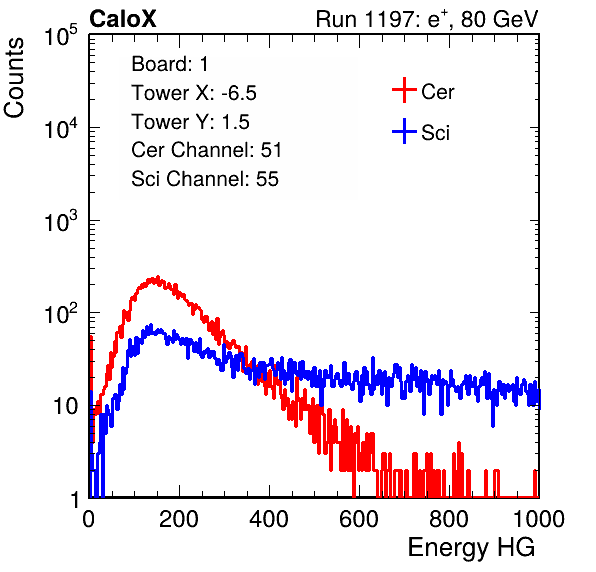 CaloX Run 1197: e⁺, 80 GeV
Counts
Board: 1
Tower X: -6.5
Tower Y: 1.5
Cer Channel: 51
Sci Channel: 55
Cer
Sci
10⁵
10⁴
10³
10²
10
1
0 200 400 600 800 1000
Energy HG